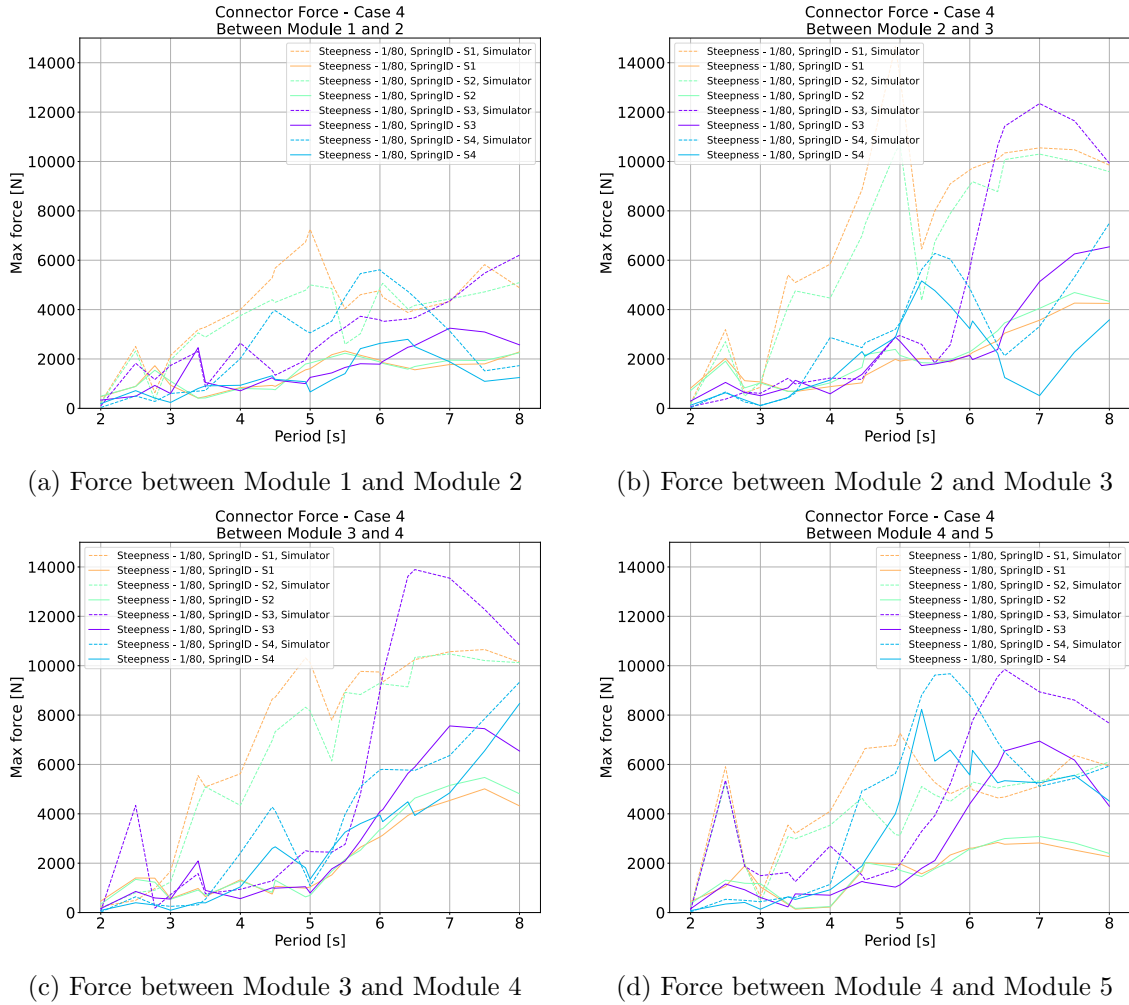 Connector Force - Case 4
Between Module 1 and 2
Steepness - 1/80, SpringID - S1, Simulator
Steepness - 1/80, SpringID - S1
Steepness - 1/80, SpringID - S2, Simulator
Steepness - 1/80, SpringID - S2
Steepness - 1/80, SpringID - S3, Simulator
Steepness - 1/80, SpringID - S3
Steepness - 1/80, SpringID - S4, Simulator
Steepness - 1/80, SpringID - S4
Max force [N]
14000
12000
10000
8000
6000
4000
2000
0
2 3 4 5 6 7 8
Period [s]
(a) Force between Module 1 and Module 2
Connector Force - Case 4
Between Module 2 and 3
Steepness - 1/80, SpringID - S1, Simulator
Steepness - 1/80, SpringID - S1
Steepness - 1/80, SpringID - S2, Simulator
Steepness - 1/80, SpringID - S2
Steepness - 1/80, SpringID - S3, Simulator
Steepness - 1/80, SpringID - S3
Steepness - 1/80, SpringID - S4, Simulator
Steepness - 1/80, SpringID - S4
Max force [N]
14000
12000
10000
8000
6000
4000
2000
0
2 3 4 5 6 7 8
Period [s]
(b) Force between Module 2 and Module 3
Connector Force - Case 4
Between Module 3 and 4
Steepness - 1/80, SpringID - S1, Simulator
Steepness - 1/80, SpringID - S1
Steepness - 1/80, SpringID - S2, Simulator
Steepness - 1/80, SpringID - S2
Steepness - 1/80, SpringID - S3, Simulator
Steepness - 1/80, SpringID - S3
Steepness - 1/80, SpringID - S4, Simulator
Steepness - 1/80, SpringID - S4
Max force [N]
14000
12000
10000
8000
6000
4000
2000
0
2 3 4 5 6 7 8
Period [s]
(c) Force between Module 3 and Module 4
Connector Force - Case 4
Between Module 4 and 5
Steepness - 1/80, SpringID - S1, Simulator
Steepness - 1/80, SpringID - S1
Steepness - 1/80, SpringID - S2, Simulator
Steepness - 1/80, SpringID - S2
Steepness - 1/80, SpringID - S3, Simulator
Steepness - 1/80, SpringID - S3
Steepness - 1/80, SpringID - S4, Simulator
Steepness - 1/80, SpringID - S4
Max force [N]
14000
12000
10000
8000
6000
4000
2000
0
2 3 4 5 6 7 8
Period [s]
(d) Force between Module 4 and Module 5